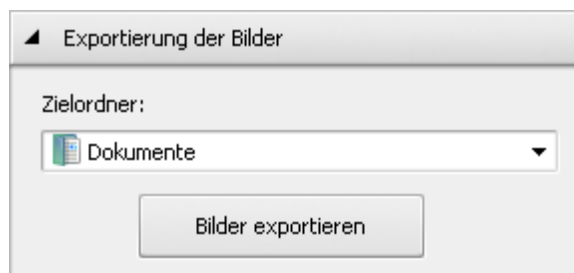 Exportierung der Bilder
Zielordner:
Dokumente
Bilder exportieren